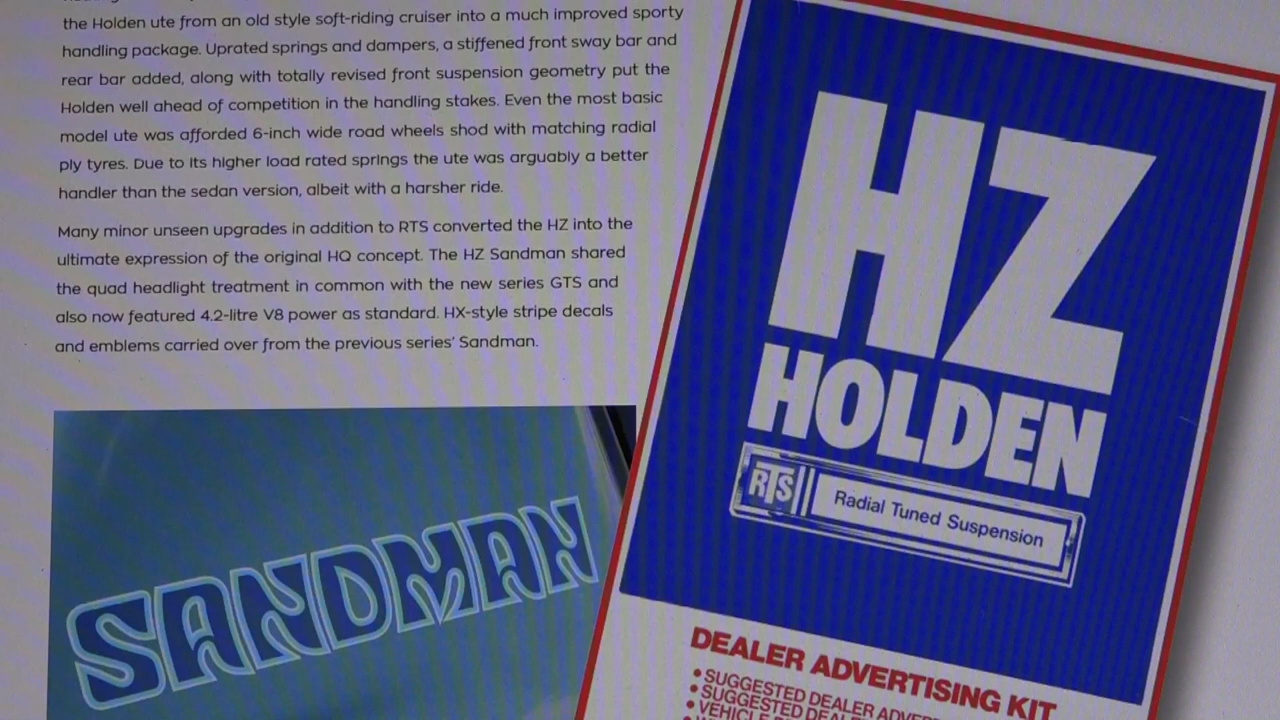 the Holden ute from an old style soft-riding cruiser into a much improved sporty
handling package. Uprated springs and dampers, a stiffened front sway bar and
rear bar added, along with totally revised front suspension geometry put the
Holden well ahead of competition in the handling stakes. Even the most basic
model ute was afforded 6-inch wide road wheels shod with matching radial
ply tyres. Due to its higher load rated springs the ute was arguably a better
handler than the sedan version, albeit with a harsher ride.
Many minor unseen upgrades in addition to RTS converted the HZ into the
ultimate expression of the original HQ concept. The HZ Sandman shared
the quad headlight treatment in common with the new series GTS and
also now featured 4.2-litre V8 power as standard. HX-style stripe decals
and emblems carried over from the previous series' Sandman.
SANDMAN
HZ
HOLDEN
RTS Radial Tuned Suspension
DEALER ADVERTISING KIT
• SUGGESTED DEALER
• SUGGESTED
• VEHICLE